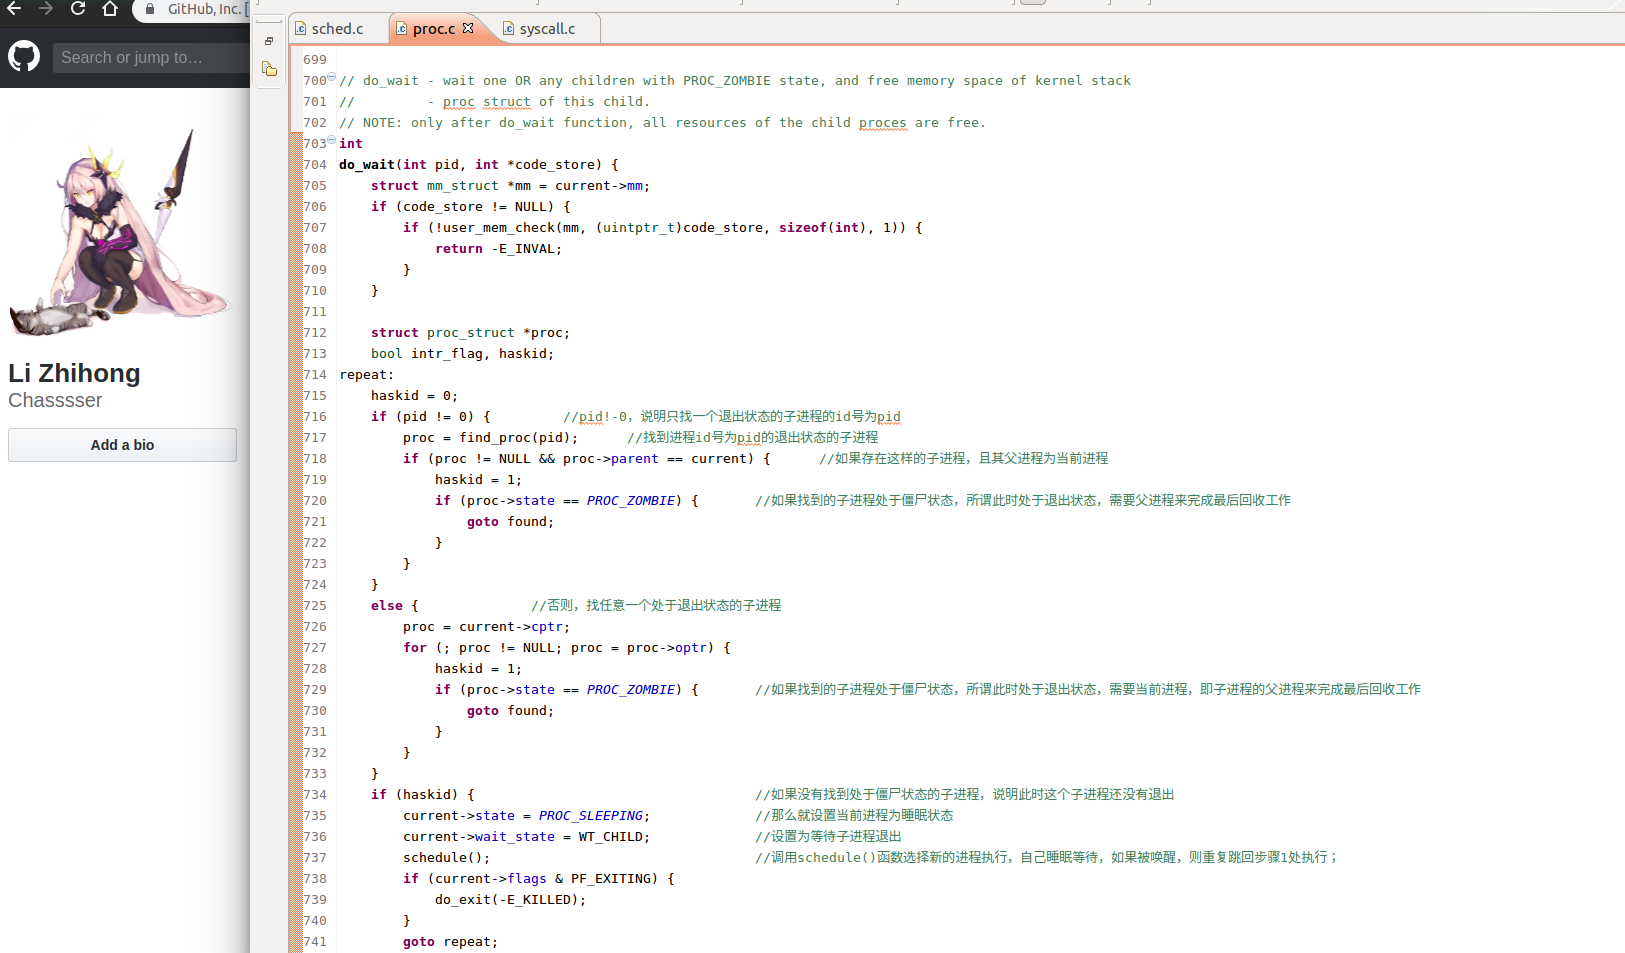 GitHub, Inc. [
Search or jump to…
Li Zhihong
Chasssser
Add a bio
sched.c
proc.c
syscall.c
699
700 // do_wait - wait one OR any children with PROC_ZOMBIE state, and free memory space of kernel stack
701 //         - proc struct of this child.
702 // NOTE: only after do_wait function, all resources of the child proces are free.
703 int
704 do_wait(int pid, int *code_store) {
705     struct mm_struct *mm = current->mm;
706     if (code_store != NULL) {
707         if (!user_mem_check(mm, (uintptr_t)code_store, sizeof(int), 1)) {
708             return -E_INVAL;
709         }
710     }
711
712     struct proc_struct *proc;
713     bool intr_flag, haskid;
714 repeat:
715     haskid = 0;
716     if (pid != 0) {         //pid!-0，说明只找一个退出状态的子进程的id号为pid
717         proc = find_proc(pid);      //找到进程id号为pid的退出状态的子进程
718         if (proc != NULL && proc->parent == current) {      //如果存在这样的子进程，且其父进程为当前进程
719             haskid = 1;
720             if (proc->state == PROC_ZOMBIE) {       //如果找到的子进程处于僵尸状态，所谓此时处于退出状态，需要父进程来完成最后回收工作
721                 goto found;
722             }
723         }
724     }
725     else {              //否则，找任意一个处于退出状态的子进程
726         proc = current->cptr;
727         for (; proc != NULL; proc = proc->optr) {
728             haskid = 1;
729             if (proc->state == PROC_ZOMBIE) {       //如果找到的子进程处于僵尸状态，所谓此时处于退出状态，需要当前进程，即子进程的父进程来完成最后回收工作
730                 goto found;
731             }
732         }
733     }
734     if (haskid) {                                   //如果没有找到处于僵尸状态的子进程，说明此时这个子进程还没有退出
735         current->state = PROC_SLEEPING;             //那么就设置当前进程为睡眠状态
736         current->wait_state = WT_CHILD;             //设置为等待子进程退出
737         schedule();                                 //调用schedule()函数选择新的进程执行，自己睡眠等待，如果被唤醒，则重复跳回步骤1处执行；
738         if (current->flags & PF_EXITING) {
739             do_exit(-E_KILLED);
740         }
741         goto repeat;